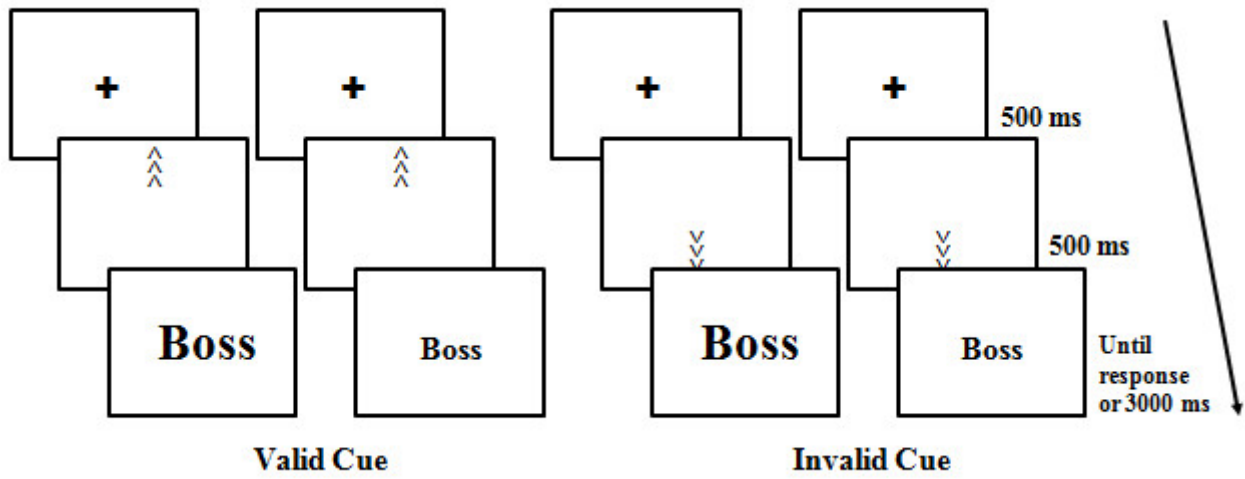 + + + +
500 ms
^ ^
^ ^
^ ^
v v
v v
v v
500 ms
Boss Boss Boss Boss
Until
response
or 3000 ms
Valid Cue Invalid Cue